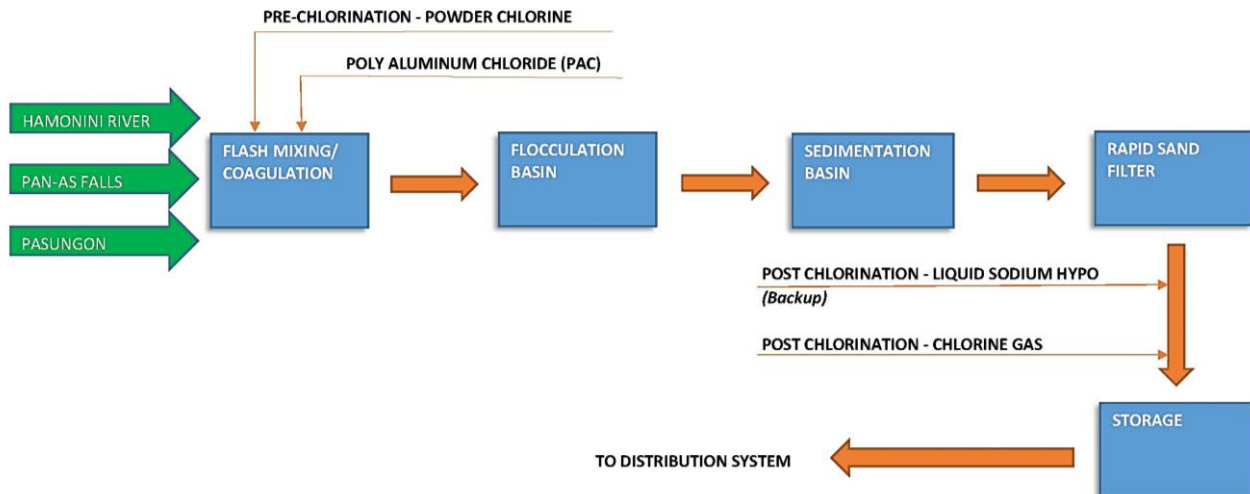 PRE-CHLORINATION - POWDER CHLORINE
POLY ALUMINUM CHLORIDE (PAC)
HAMONINI RIVER
PAN-AS FALLS
PASUNGON
FLASH MIXING/
COAGULATION
FLOCCULATION
BASIN
SEDIMENTATION
BASIN
RAPID SAND
FILTER
POST CHLORINATION - LIQUID SODIUM HYPO
(Backup)
POST CHLORINATION - CHLORINE GAS
STORAGE
TO DISTRIBUTION SYSTEM